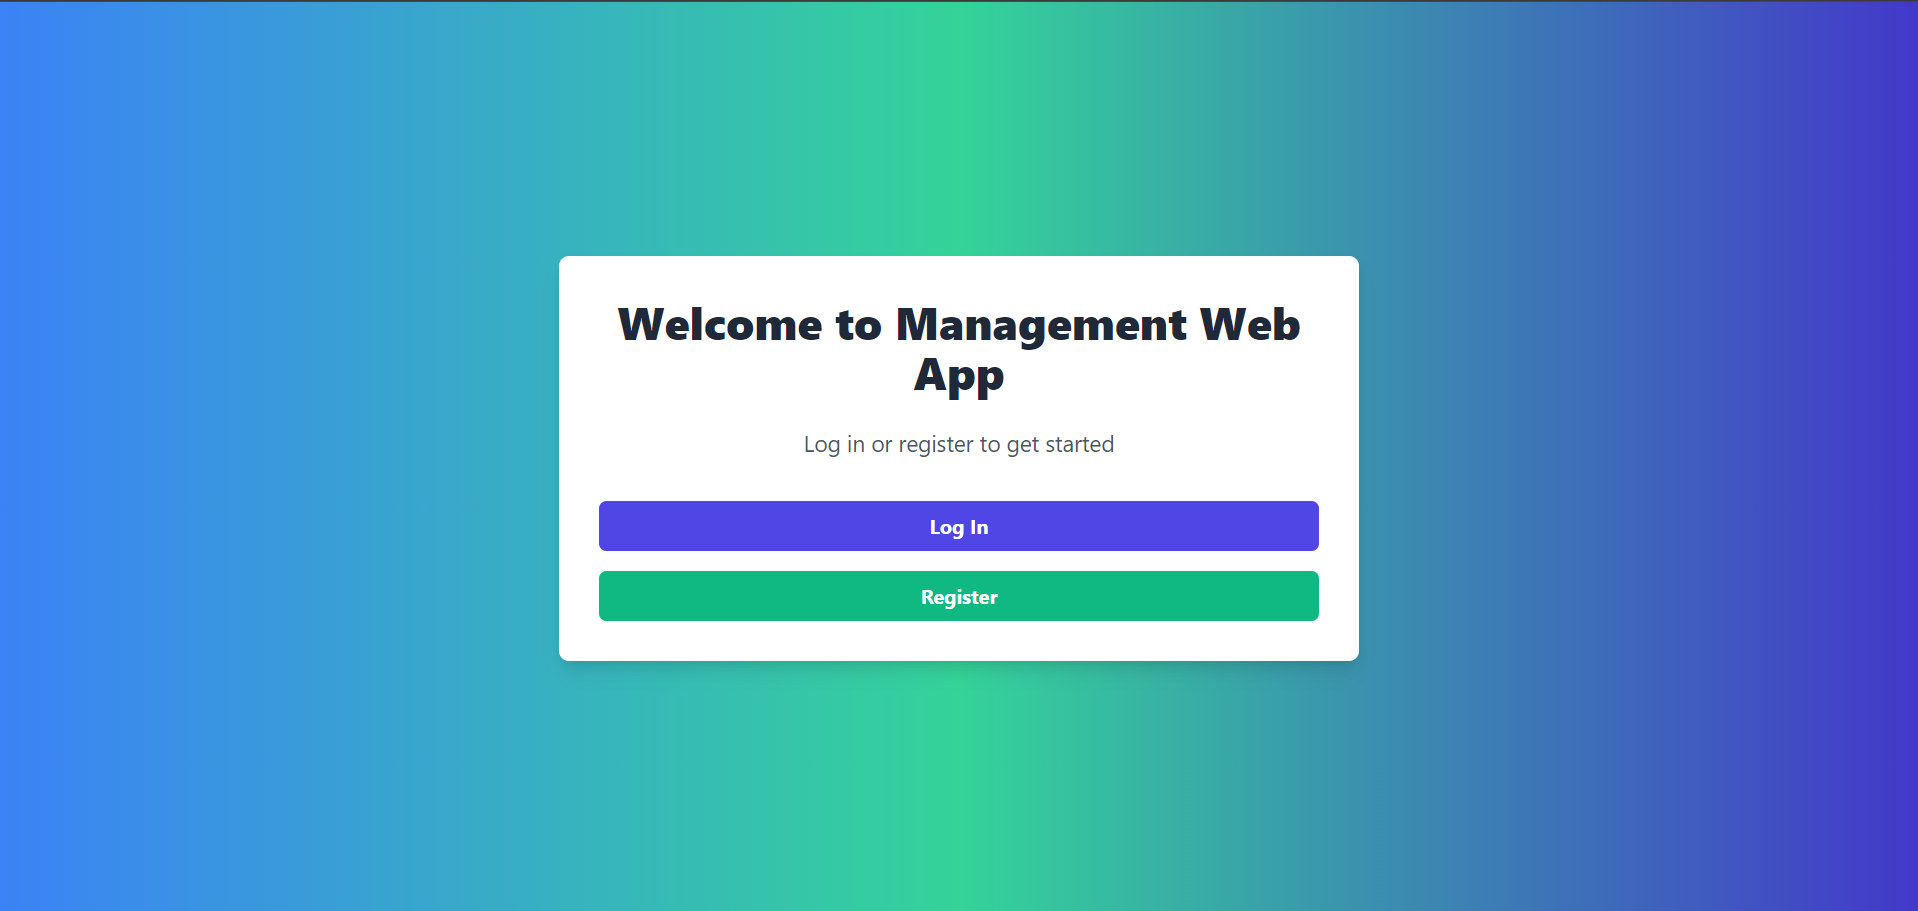 Welcome to Management Web
App
Log in or register to get started
Log In
Register